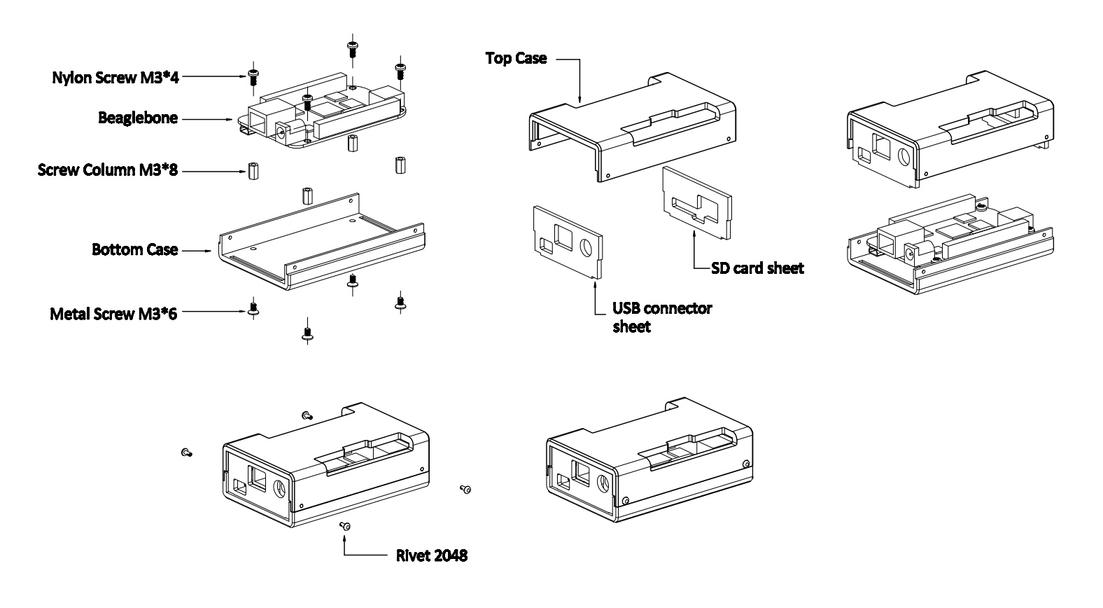 Nylon Screw M3*4
Beaglebone
Screw Column M3*8
Bottom Case
Metal Screw M3*6
Top Case
SD card sheet
USB connector
sheet
Rivet 2048